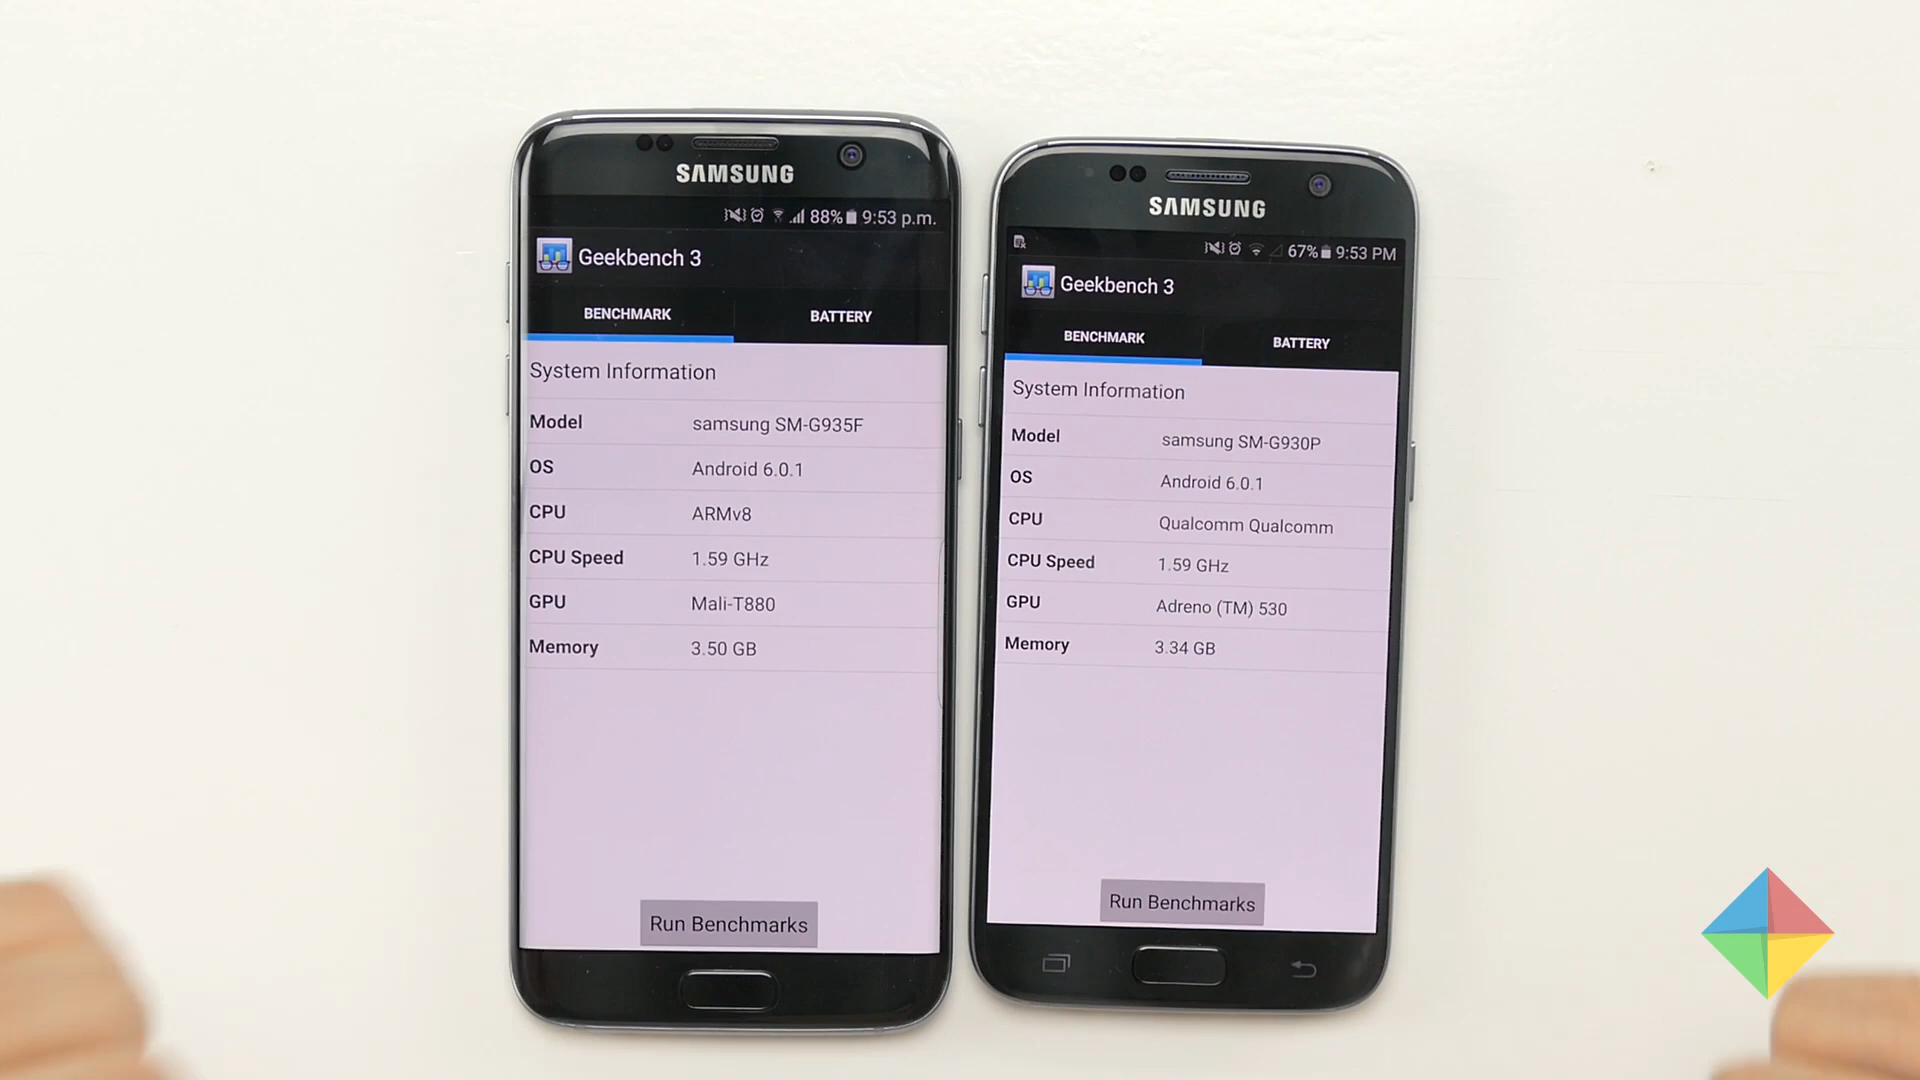 SAMSUNG
88% 9:53 p.m.
Geekbench 3
BENCHMARK BATTERY
System Information
Model samsung SM-G935F
OS Android 6.0.1
CPU ARMv8
CPU Speed 1.59 GHz
GPU Mali-T880
Memory 3.50 GB
Run Benchmarks
SAMSUNG
67% 9:53 PM
Geekbench 3
BENCHMARK BATTERY
System Information
Model samsung SM-G930P
OS Android 6.0.1
CPU Qualcomm Qualcomm
CPU Speed 1.59 GHz
GPU Adreno (TM) 530
Memory 3.34 GB
Run Benchmarks